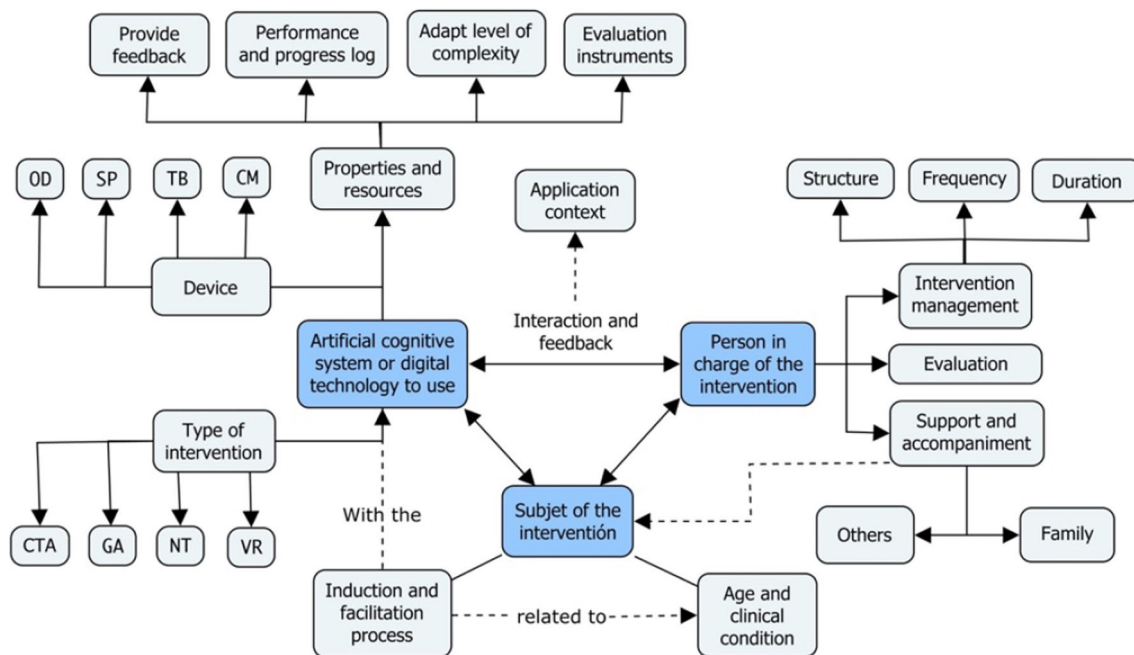 Provide
feedback
Performance
and progress log
Adapt level of
complexity
Evaluation
instruments
OD
SP
TB
CM
Properties and
resources
Application
context
Structure
Frequency
Duration
Device
Intervention
management
Artificial cognitive
system or digital
technology to use
Interaction and
feedback
Person in
charge of the
intervention
Evaluation
Type of
intervention
Support and
accompaniment
With the
Subjet of the
interventión
CTA
GA
NT
VR
Others
Family
Induction and
facilitation
process
related to
Age and
clinical
condition